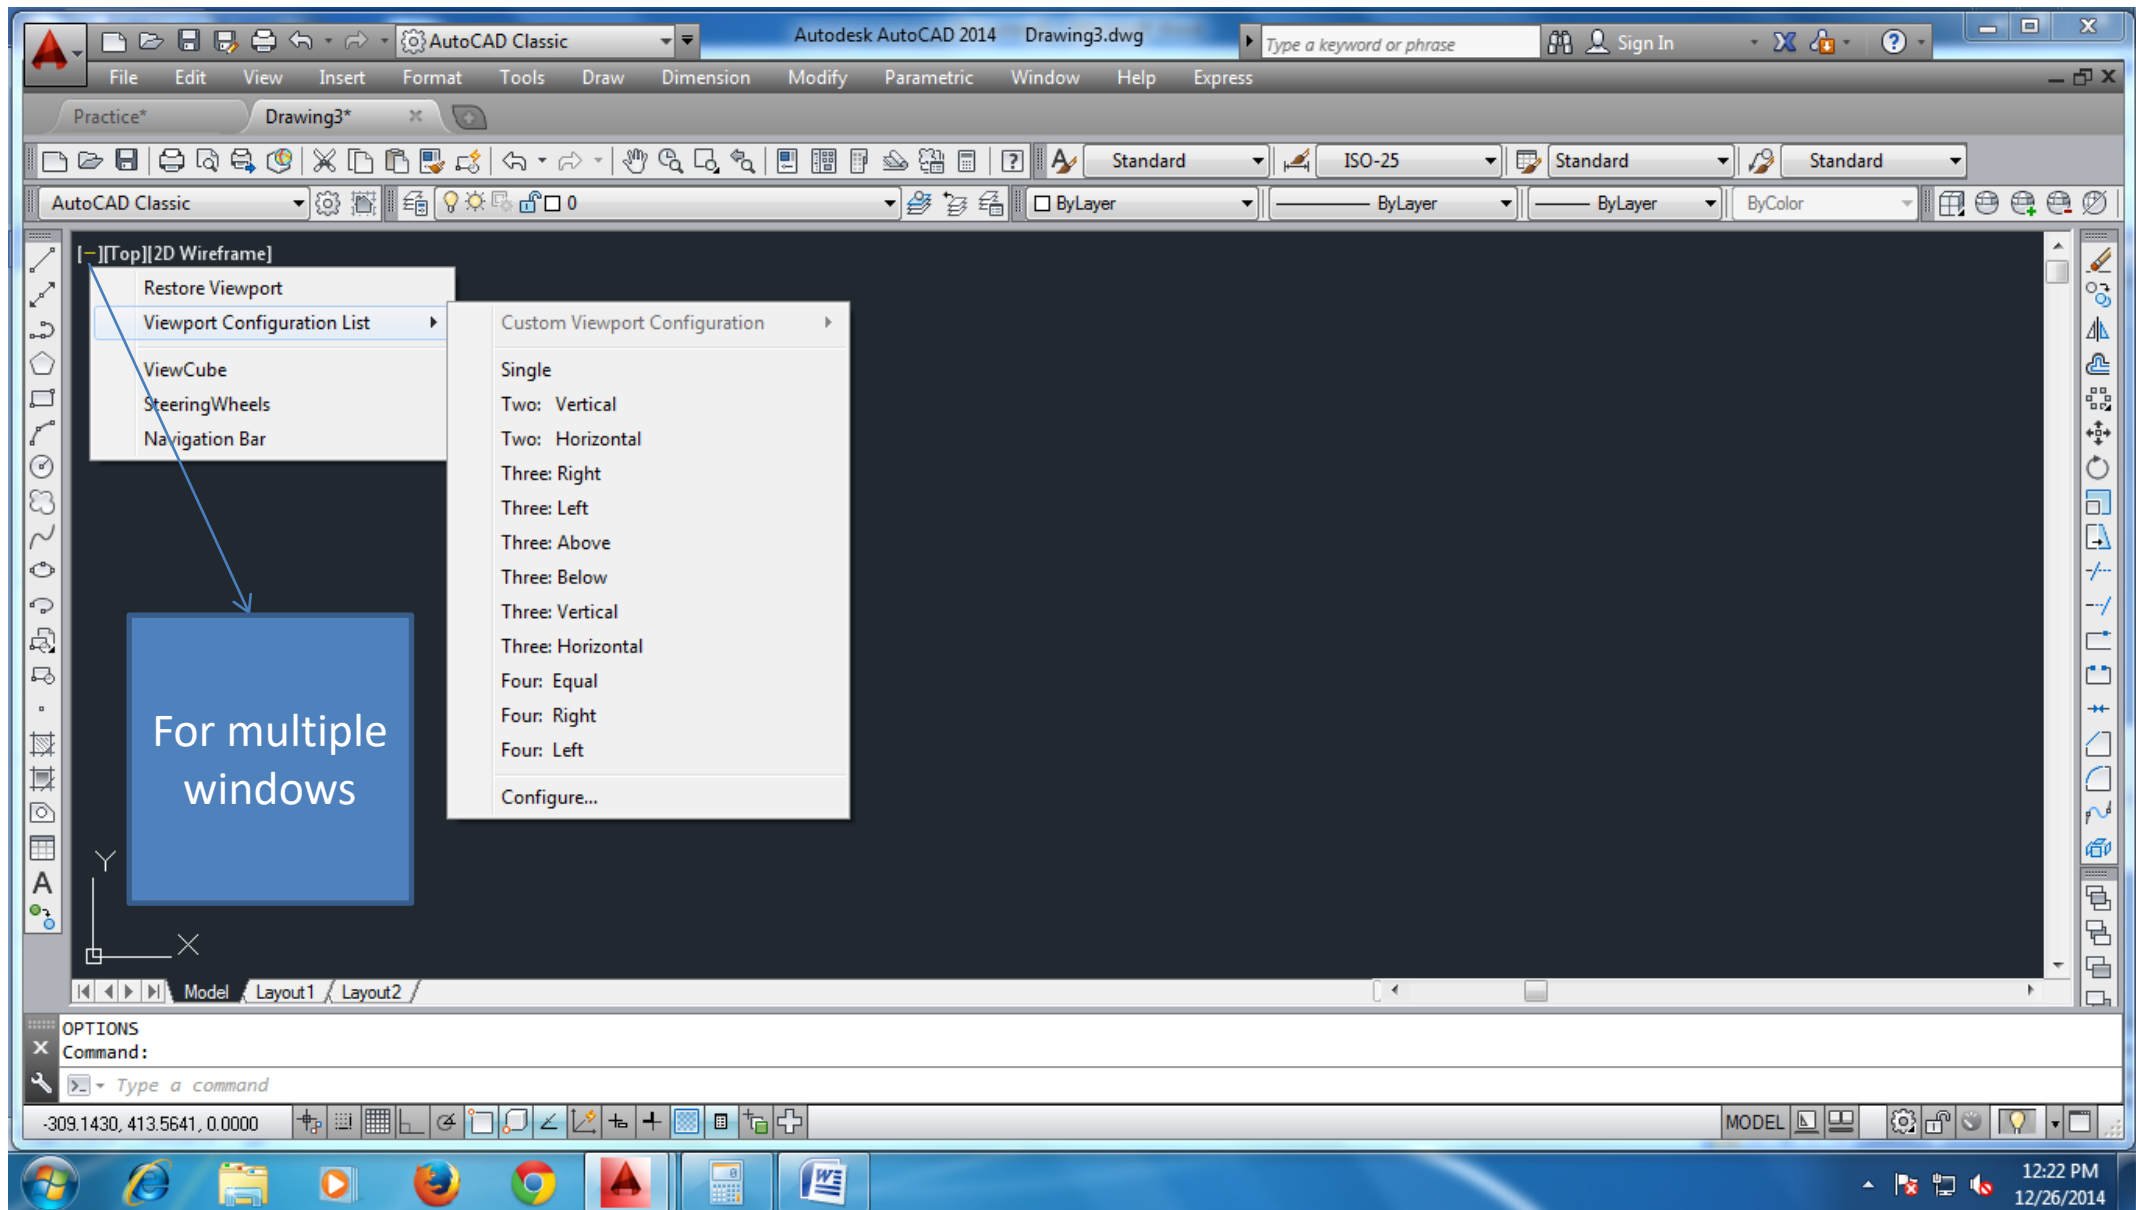 AutoCAD Classic
Autodesk AutoCAD 2014 Drawing3.dwg
Type a keyword or phrase
Sign In
File Edit View Insert Format Tools Draw Dimension Modify Parametric Window Help Express
Practice*
Drawing3*
Standard
ISO-25
Standard
Standard
AutoCAD Classic
0
ByLayer
ByLayer
ByLayer
ByColor
[−][Top][2D Wireframe]
Restore Viewport
Viewport Configuration List
ViewCube
SteeringWheels
Navigation Bar
Custom Viewport Configuration
Single
Two: Vertical
Two: Horizontal
Three: Right
Three: Left
Three: Above
Three: Below
Three: Vertical
Three: Horizontal
Four: Equal
Four: Right
Four: Left
Configure...
For multiple
windows
Y
X
Model Layout1 Layout2
OPTIONS
Command:
Type a command
-309.1430, 413.5641, 0.0000
MODEL
12:22 PM
12/26/2014